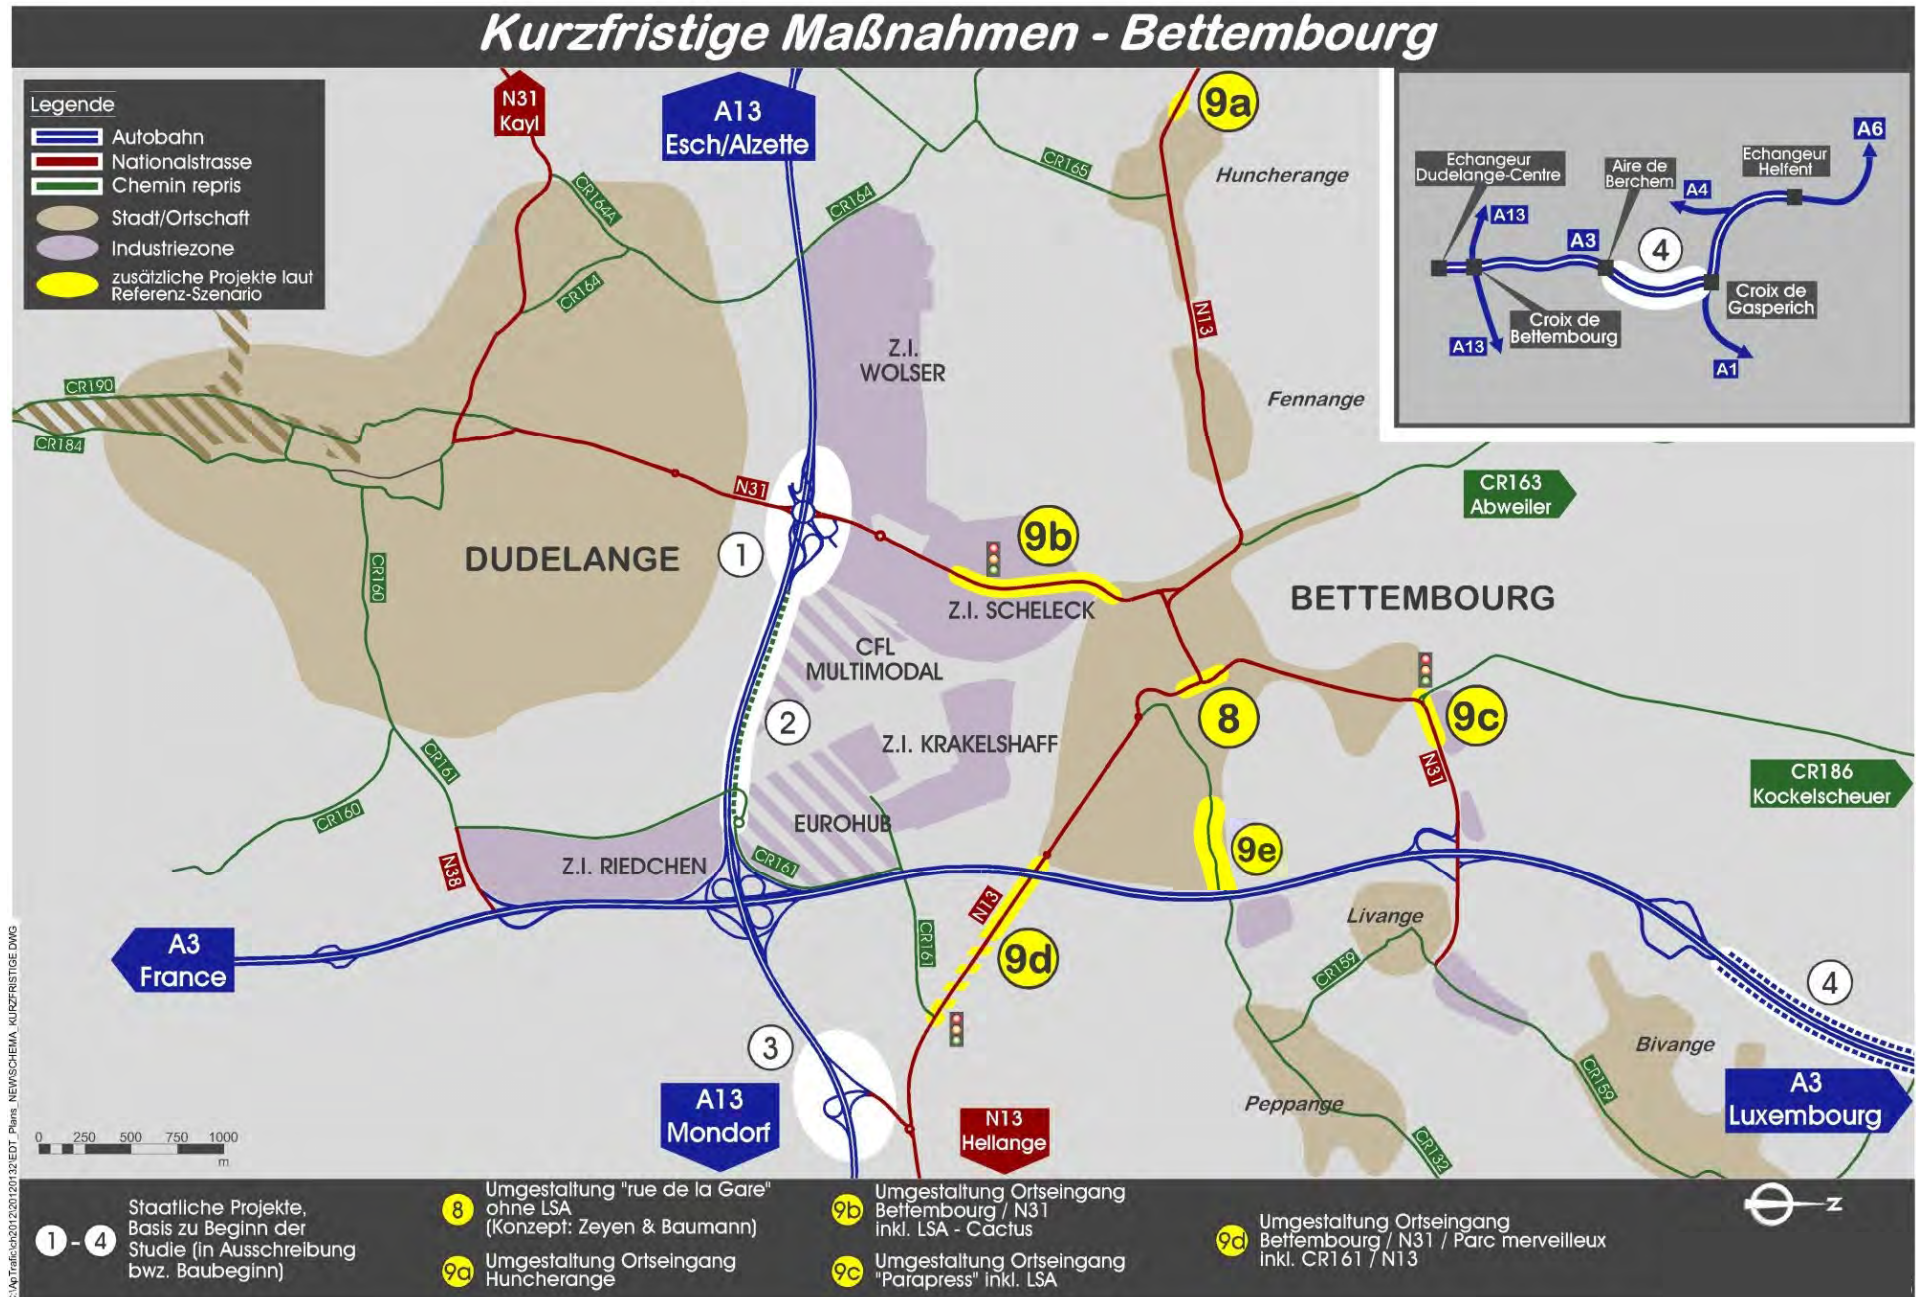 Kurzfristige Maßnahmen - Bettembourg
Legende
Autobahn
Nationalstrasse
Chemin repris
Stadt/Ortschaft
Industriezone
zusätzliche Projekte laut
Referenz-Szenario
N31
Kayl
A13
Esch/Alzette
9a
Huncherange
CR165
CR164A
CR164
CR164
N13
Z.I.
WOLSER
Fennange
Echangeur
Dudelange-Centre
Aire de
Berchem
Echangeur
Helfent
A6
A4
A13
A3
4
Croix de
Gasperich
Croix de
Bettembourg
A13
A1
CR190
CR184
N31
CR163
Abweiler
1
9b
DUDELANGE
CR160
Z.I. SCHELECK
BETTEMBOURG
CFL
MULTIMODAL
2
8
9c
Z.I. KRAKELSHAFF
CR161
N31
CR186
Kockelscheuer
CR160
EUROHUB
9e
Z.I. RIEDCHEN
CR161
N38
N13
Livange
A3
France
CR161
9d
CR159
4
3
Bivange
A13
Mondorf
Peppange
CR159
A3
Luxembourg
N13
Hellange
CR132
0 250 500 750 1000
m
1 - 4
Staatliche Projekte,
Basis zu Beginn der
Studie (in Ausschreibung
bwz. Baubeginn)
8
Umgestaltung "rue de la Gare"
ohne LSA
(Konzept: Zeyen & Baumann)
9a
Umgestaltung Ortseingang
Huncherange
9b
Umgestaltung Ortseingang
Bettembourg / N31
inkl. LSA - Cactus
9c
Umgestaltung Ortseingang
"Parapress" inkl. LSA
9d
Umgestaltung Ortseingang
Bettembourg / N31 / Parc merveilleux
inkl. CR161 / N13
Z